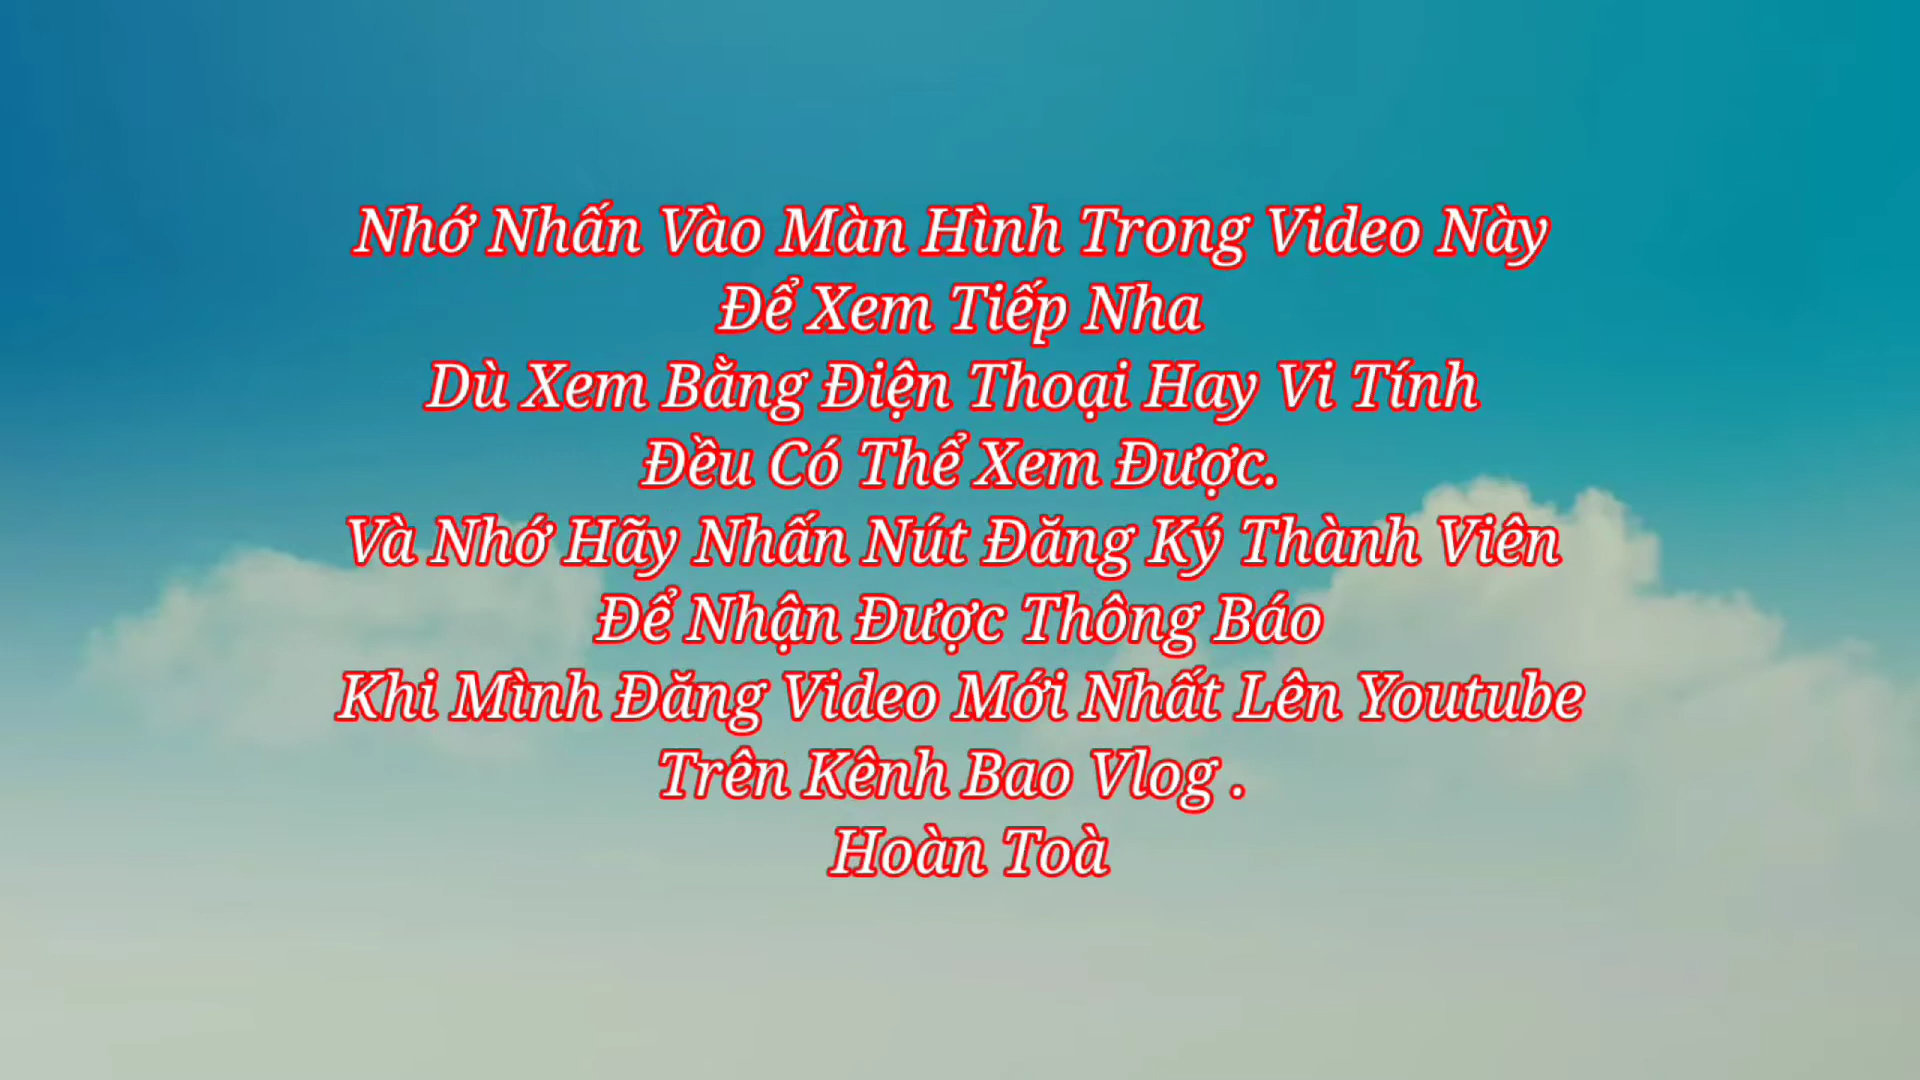 Nhớ Nhấn Vào Màn Hình Trong Video Này
Để Xem Tiếp Nha
Dù Xem Bằng Điện Thoại Hay Vi Tính
Đều Có Thể Xem Được.
Và Nhớ Hãy Nhấn Nút Đăng Ký Thành Viên
Để Nhận Được Thông Báo
Khi Mình Đăng Video Mới Nhất Lên Youtube
Trên Kênh Bao Vlog .
Hoàn Toà